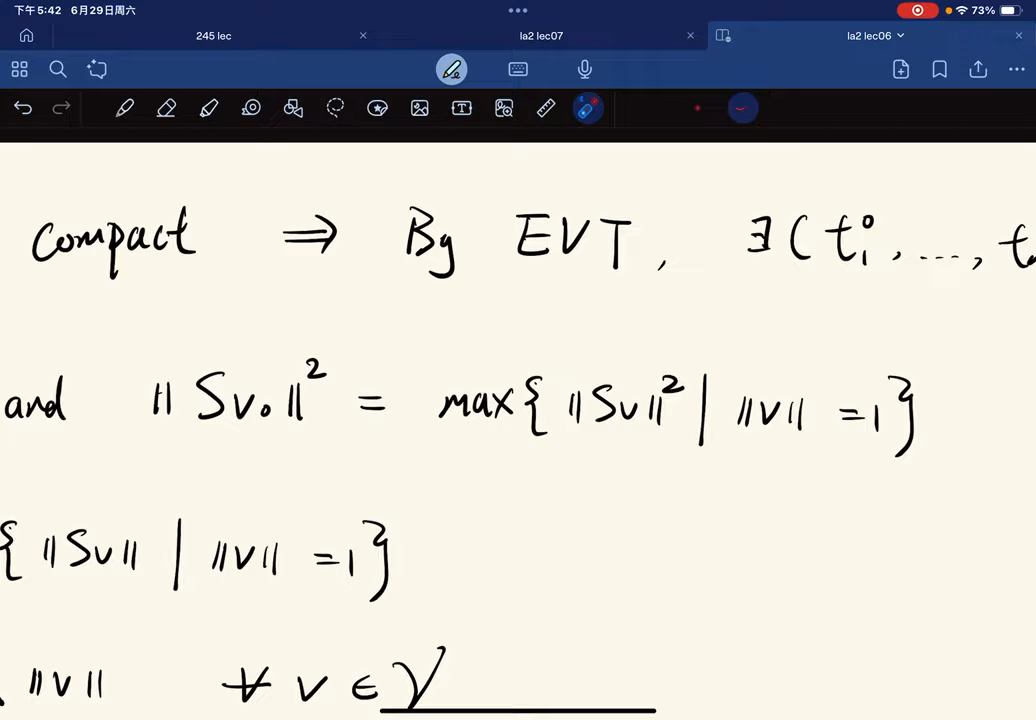 下午5:42 6月29日周六
73%
245 lec
la2 lec07
la2 lec06
compact ⇒ By EVT, ∃(t₁⁰, ..., t
and ‖Sv₀‖² = max{‖Sv‖² | ‖v‖ = 1}
{‖Sv‖ | ‖v‖ = 1}
‖v‖ ∀ v ∈ V